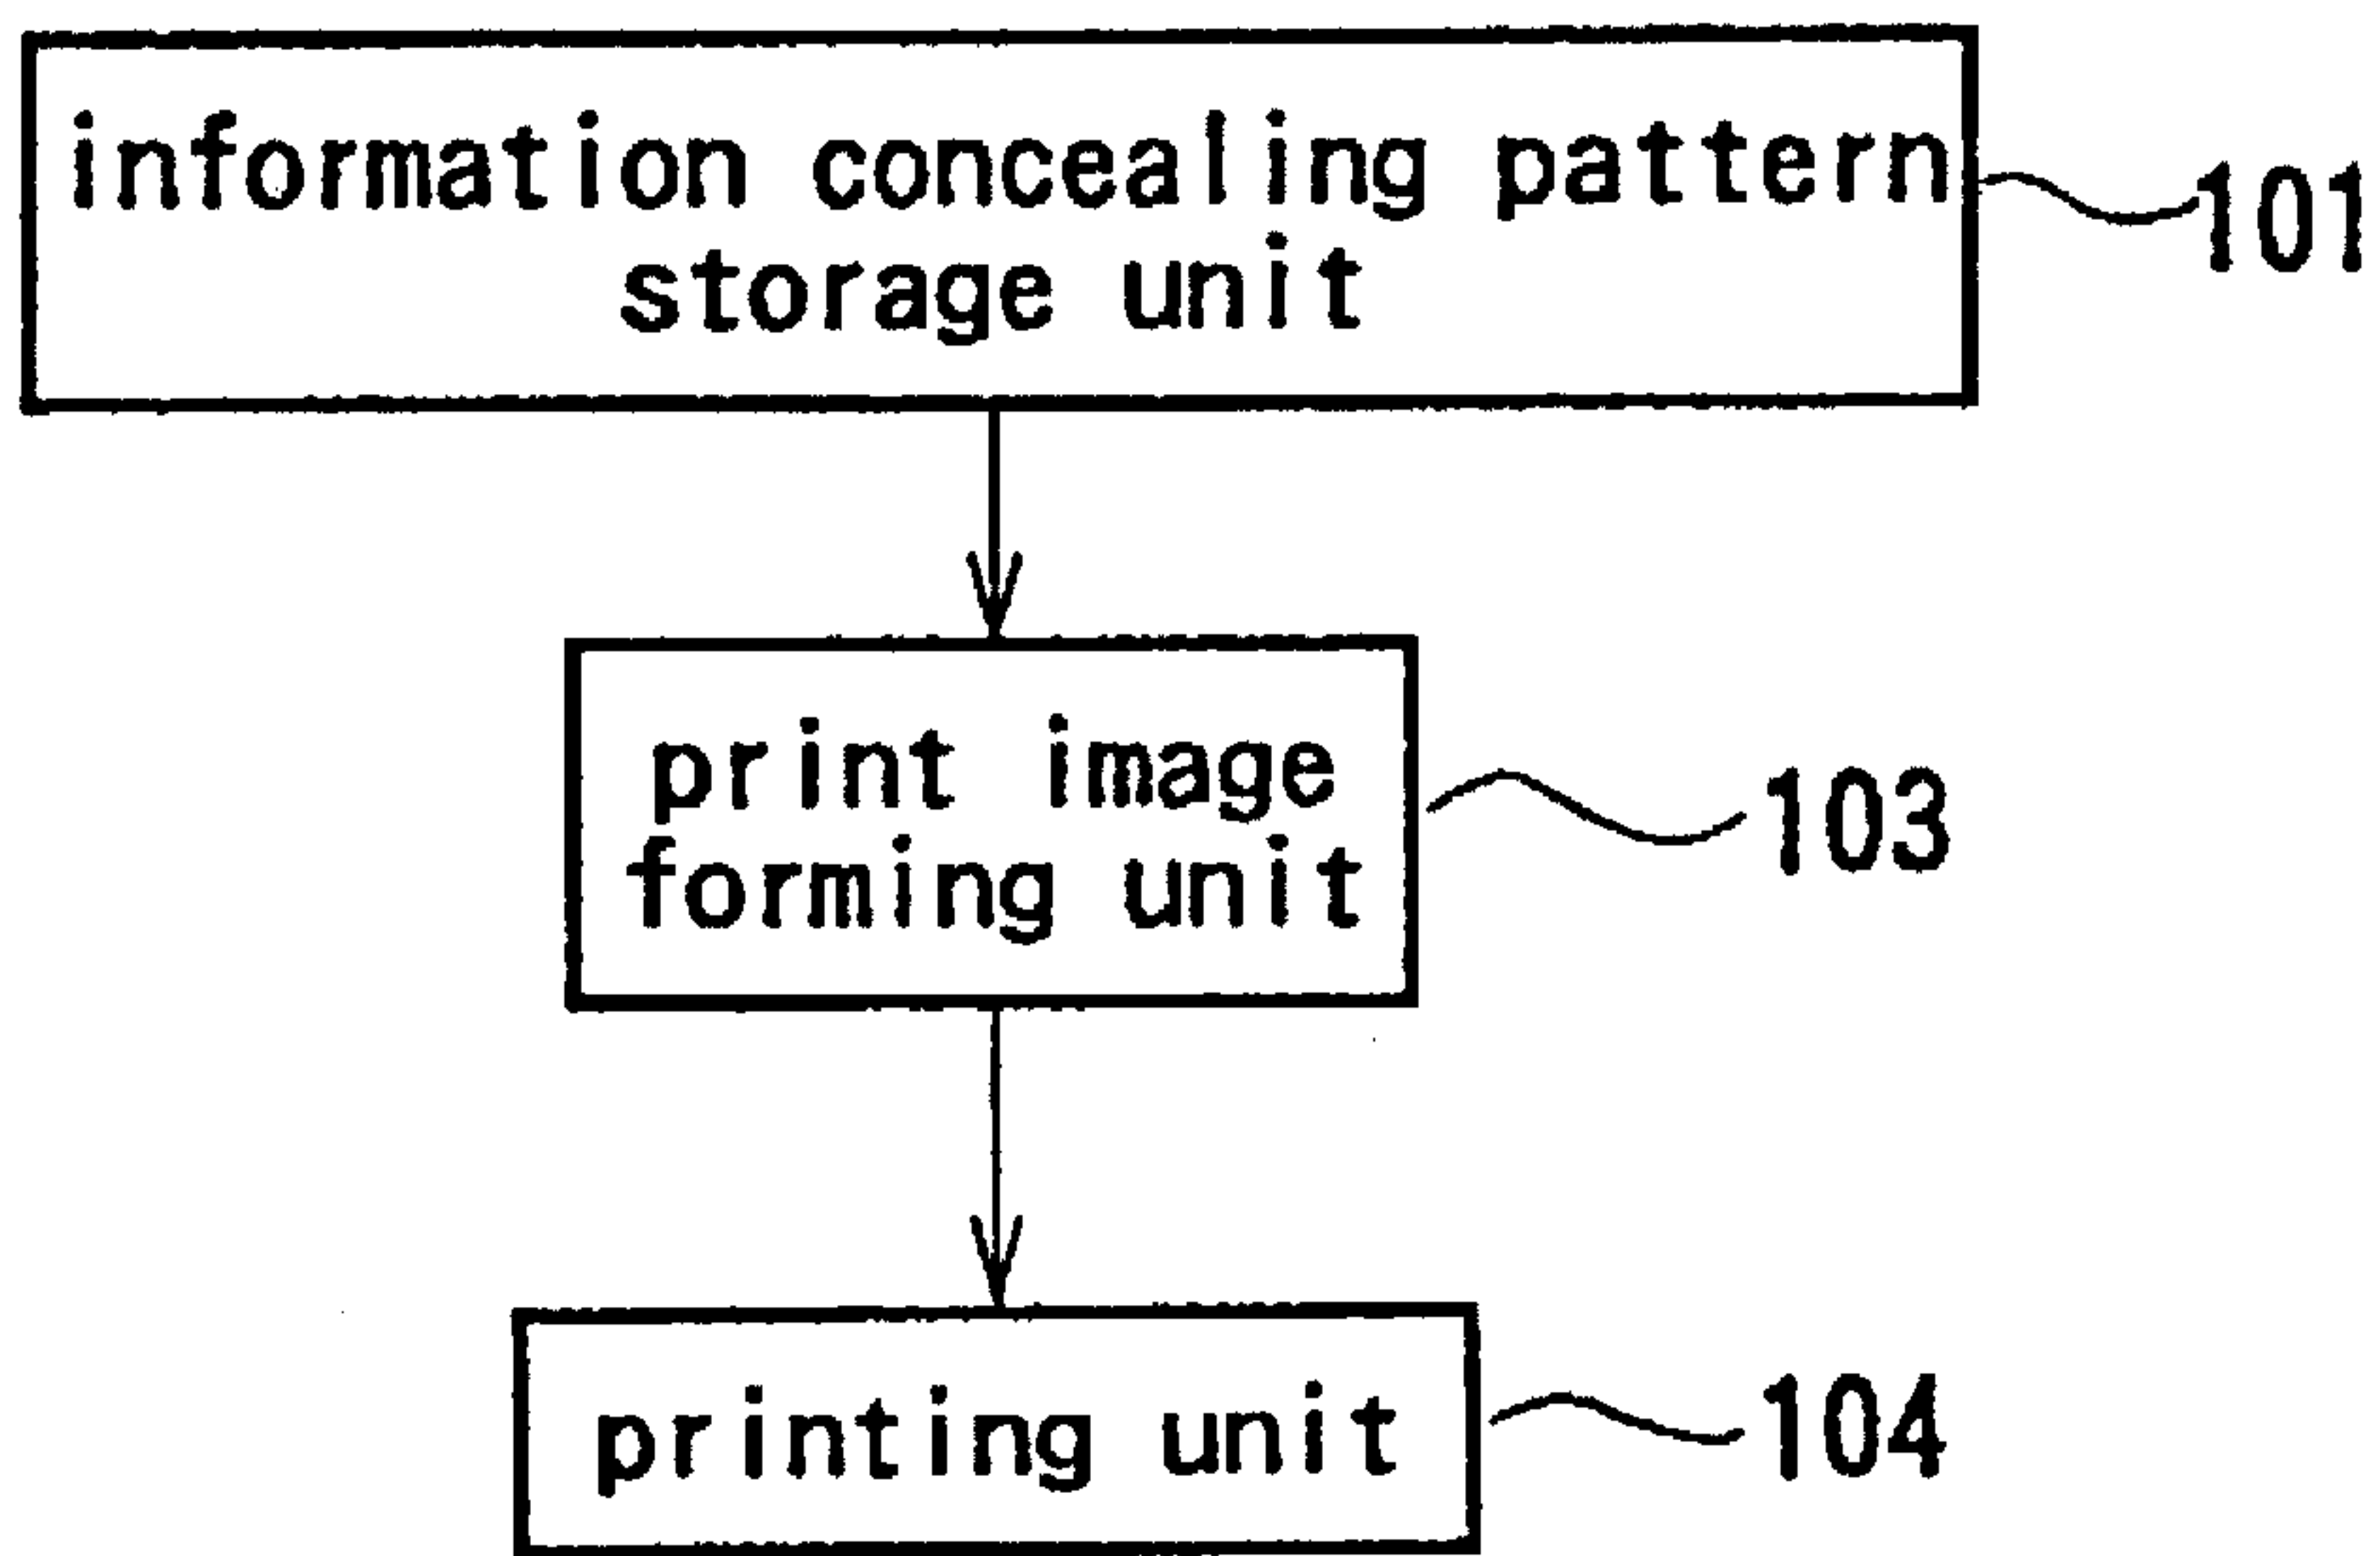 information concealing pattern
storage unit
101
print image
forming unit
103
printing unit
104